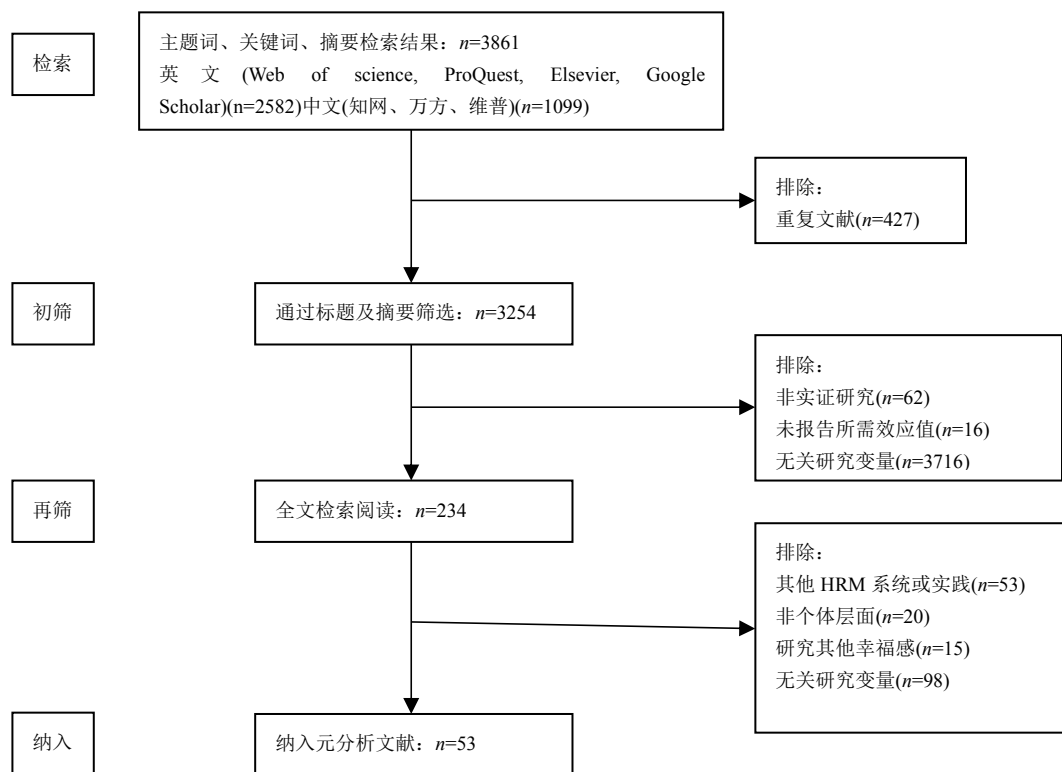 检索
主题词、关键词、摘要检索结果：n=3861
英文(Web of science, ProQuest, Elsevier, Google
Scholar)(n=2582)中文(知网、万方、维普)(n=1099)
排除：
重复文献(n=427)
初筛
通过标题及摘要筛选：n=3254
排除：
非实证研究(n=62)
未报告所需效应值(n=16)
无关研究变量(n=3716)
再筛
全文检索阅读：n=234
排除：
其他 HRM 系统或实践(n=53)
非个体层面(n=20)
研究其他幸福感(n=15)
无关研究变量(n=98)
纳入
纳入元分析文献：n=53